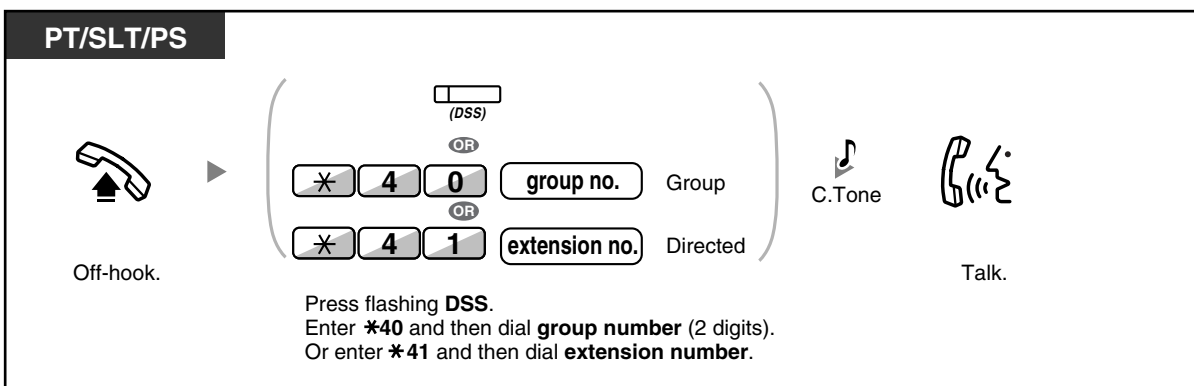 PT/SLT/PS
(DSS)
OR
* 4 0 group no. Group
OR
* 4 1 extension no. Directed
C.Tone
Off-hook.
Talk.
Press flashing DSS.
Enter *40 and then dial group number (2 digits).
Or enter *41 and then dial extension number.